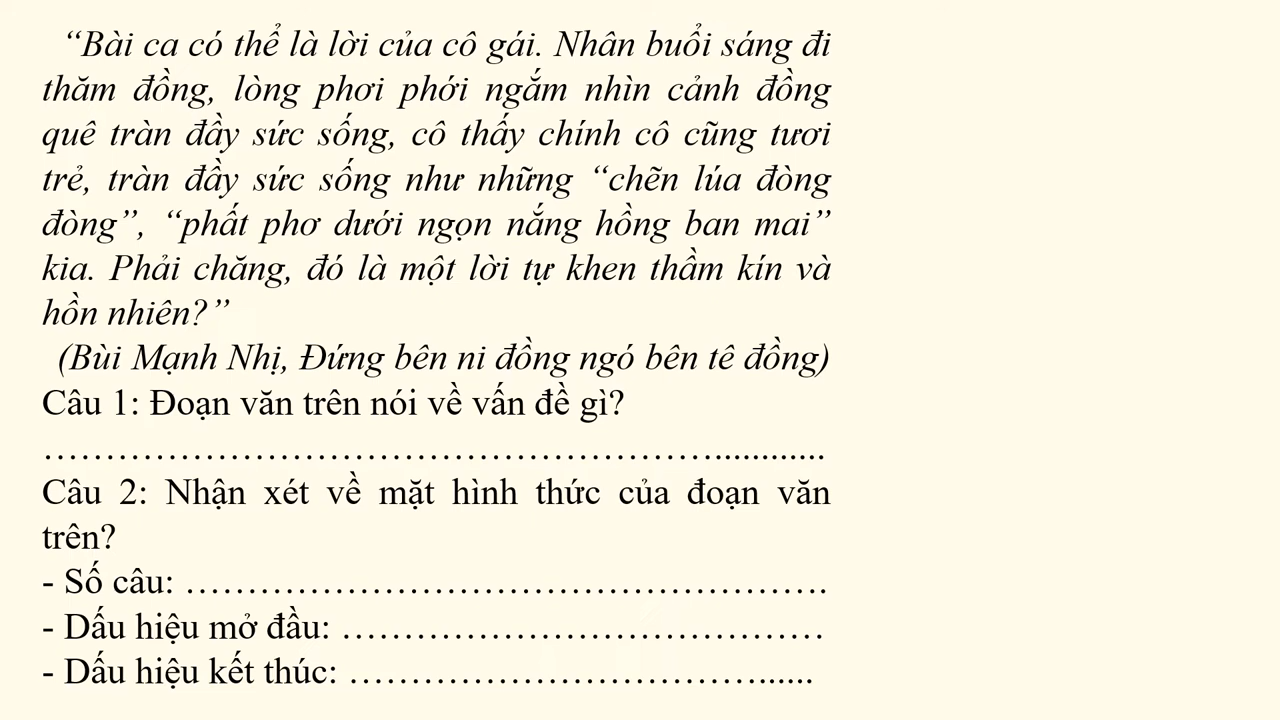 “Bài ca có thể là lời của cô gái. Nhân buổi sáng đi
thăm đồng, lòng phơi phới ngắm nhìn cảnh đồng
quê tràn đầy sức sống, cô thấy chính cô cũng tươi
trẻ, tràn đầy sức sống như những “chẽn lúa đòng
đòng”, “phất phơ dưới ngọn nắng hồng ban mai”
kia. Phải chăng, đó là một lời tự khen thầm kín và
hồn nhiên?”
(Bùi Mạnh Nhị, Đứng bên ni đồng ngó bên tê đồng)
Câu 1: Đoạn văn trên nói về vấn đề gì?
……………………………………………………............
Câu 2: Nhận xét về mặt hình thức của đoạn văn
trên?
- Số câu: ………………………………………………….
- Dấu hiệu mở đầu: ……………………………………
- Dấu hiệu kết thúc: ………………………………......